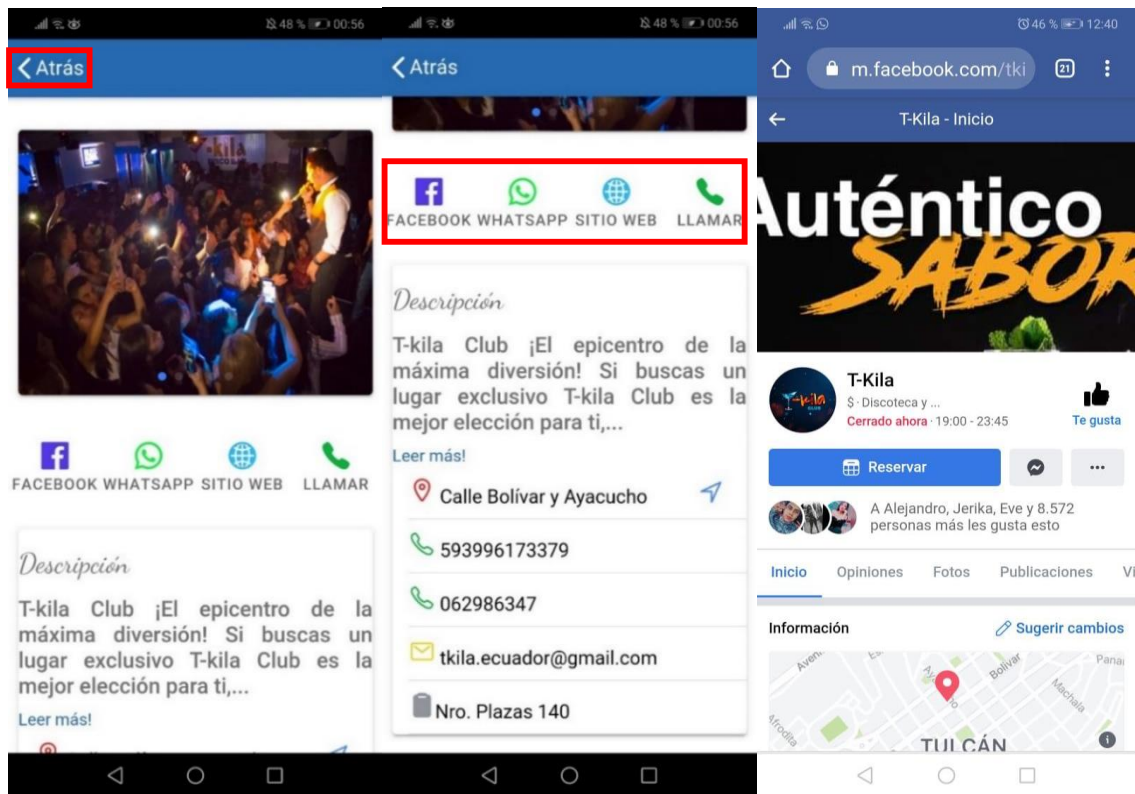 48 % 00:56
Atrás
T-kila
FACEBOOK WHATSAPP SITIO WEB LLAMAR
Descripción
T-kila Club ¡El epicentro de la
máxima diversión! Si buscas un
lugar exclusivo T-kila Club es la
mejor elección para ti,...
Leer más!
48 % 00:56
Atrás
FACEBOOK WHATSAPP SITIO WEB LLAMAR
Descripción
T-kila Club ¡El epicentro de la
máxima diversión! Si buscas un
lugar exclusivo T-kila Club es la
mejor elección para ti,...
Leer más!
Calle Bolívar y Ayacucho
593996173379
062986347
tkila.ecuador@gmail.com
Nro. Plazas 140
46 % 12:40
m.facebook.com/tki 21
T-Kila - Inicio
Auténtico
SABOR
T-kila
CLUB
T-Kila
$ · Discoteca y ...
Cerrado ahora · 19:00 - 23:45
Te gusta
Reservar
A Alejandro, Jerika, Eve y 8.572
personas más les gusta esto
Inicio Opiniones Fotos Publicaciones Vi
Información Sugerir cambios
Bolívar
Machala
Afrodita
TULCÁN